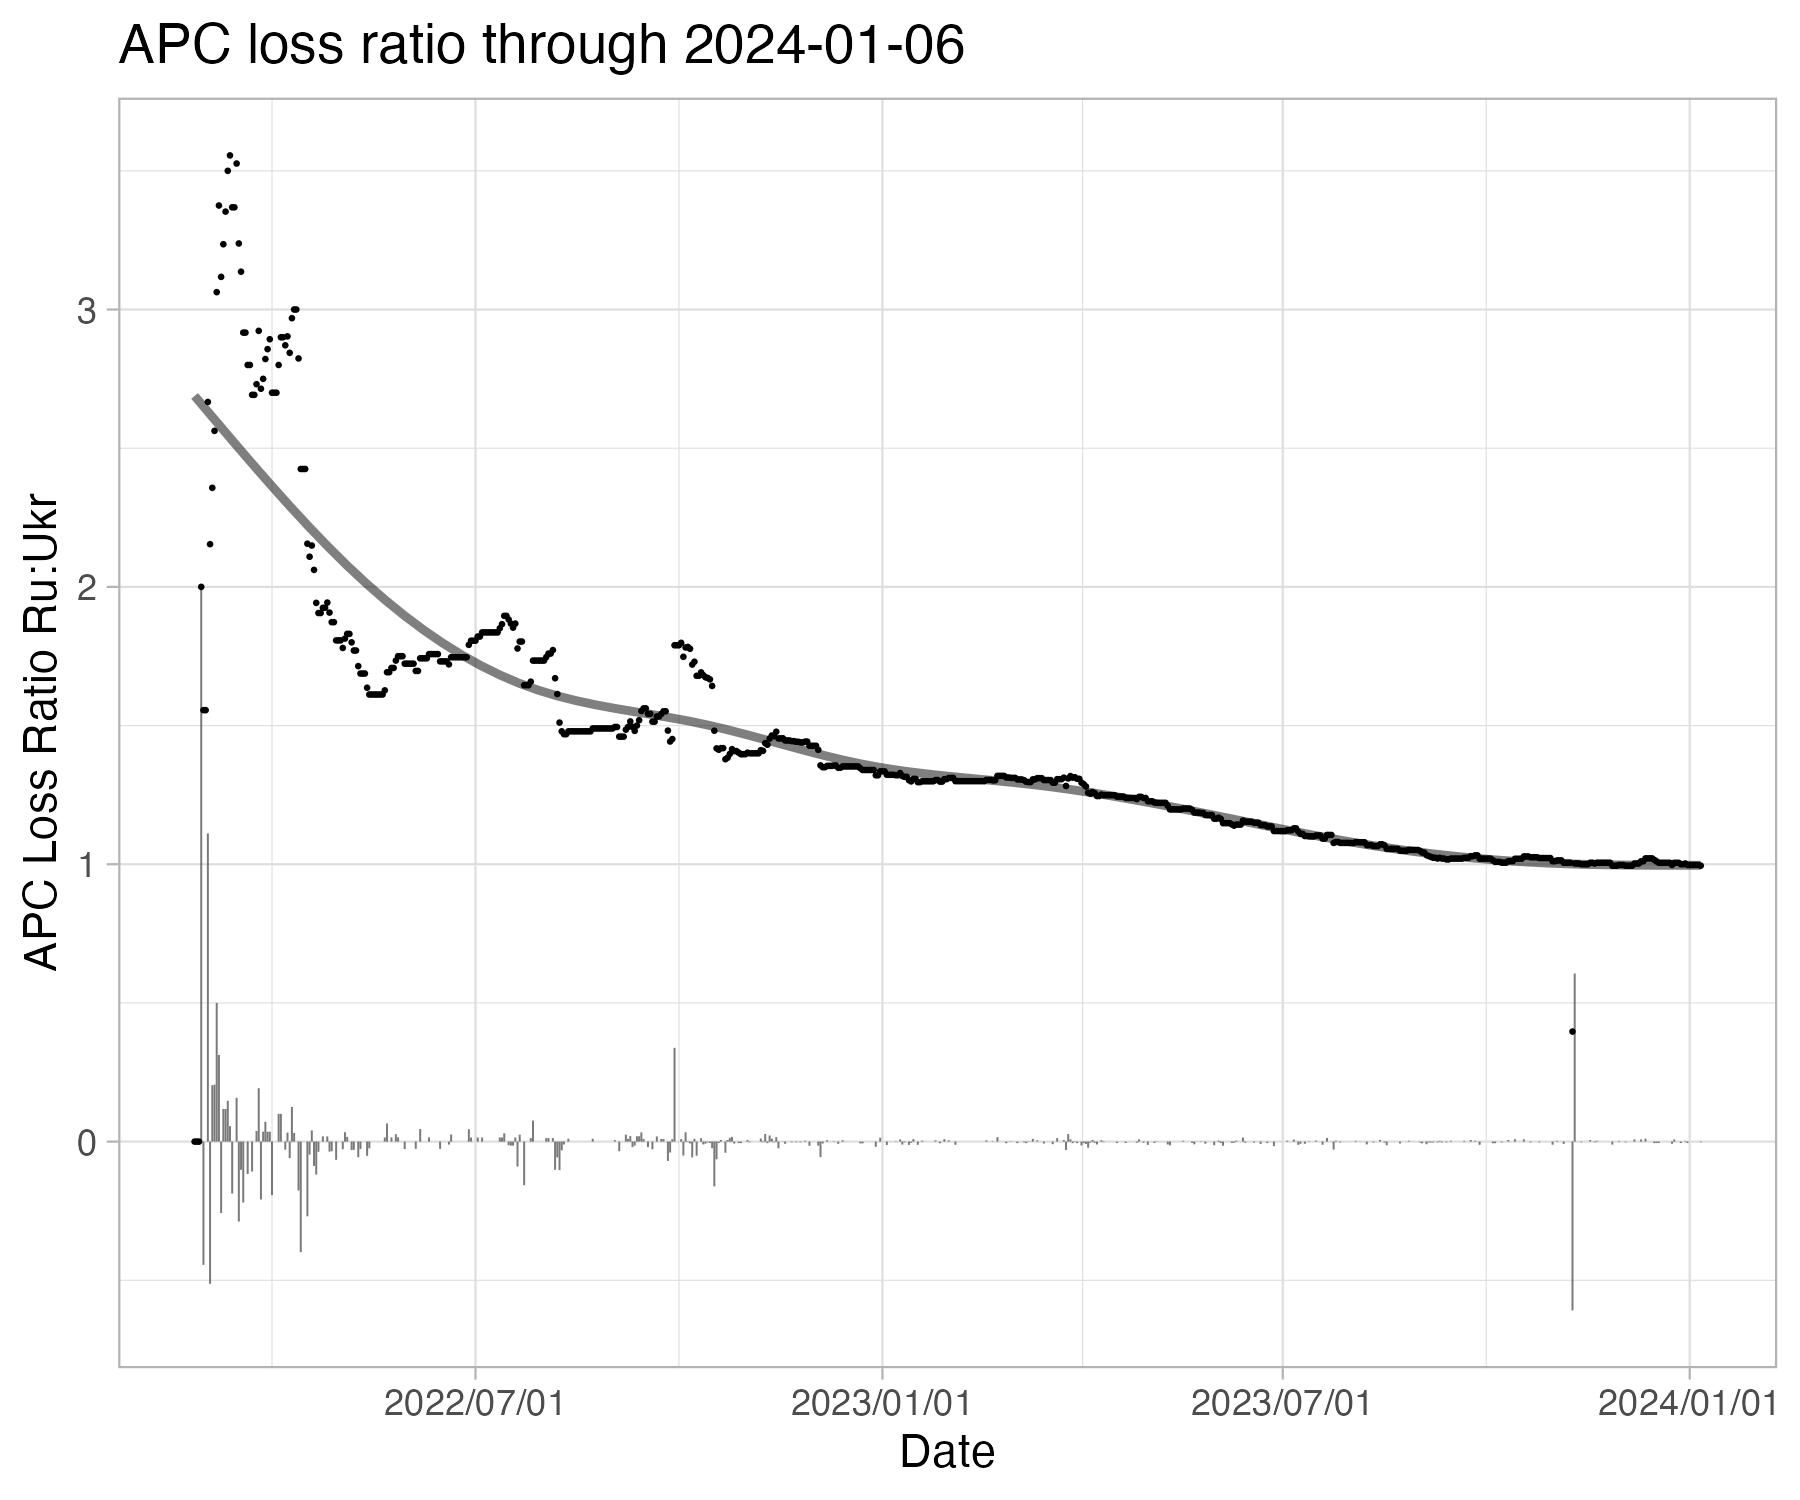 APC loss ratio through 2024-01-06
APC Loss Ratio Ru:Ukr
3
2
1
0
2022/07/01
2023/01/01
2023/07/01
2024/01/01
Date